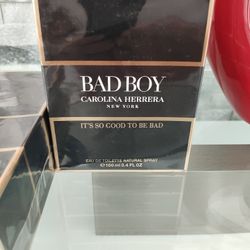 BAD BOY
CAROLINA HERRERA
NEW YORK
IT'S SO GOOD TO BE BAD
EAU DE TOILETTE NATURAL SPRAY
℮ 100 ml 3.4 FL OZ